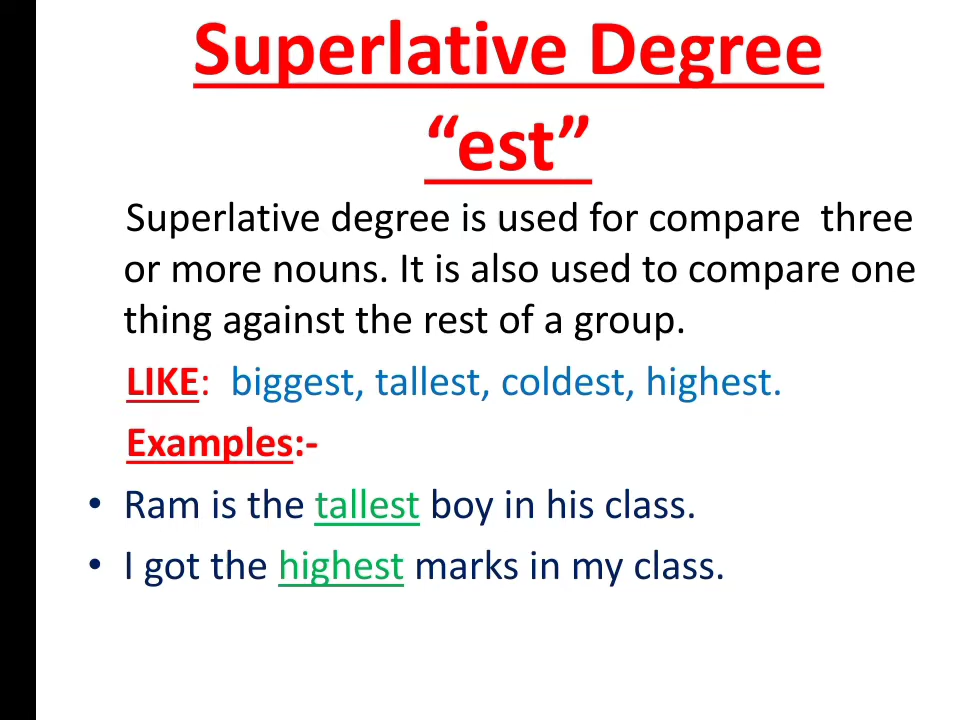 Superlative Degree
“est”
Superlative degree is used for compare  three
or more nouns. It is also used to compare one
thing against the rest of a group.
LIKE:  biggest, tallest, coldest, highest.
Examples:-
• Ram is the tallest boy in his class.
• I got the highest marks in my class.